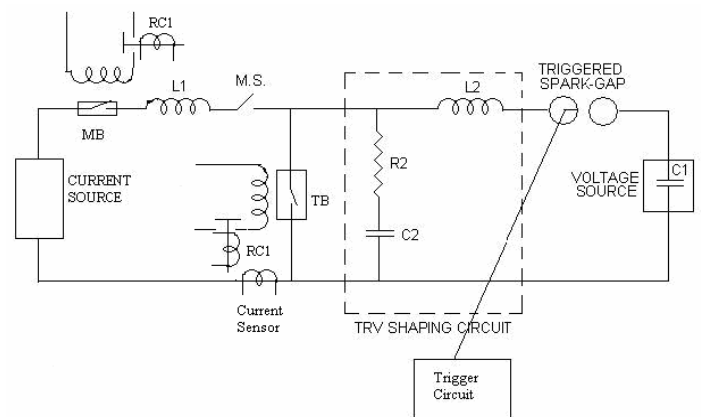 RC1
L1
M.S.
L2
TRIGGERED
SPARK-GAP
MB
R2
CURRENT
SOURCE
VOLTAGE
SOURCE
C1
TB
C2
RC1
Current
Sensor
TRV SHAPING CIRCUIT
Trigger
Circuit